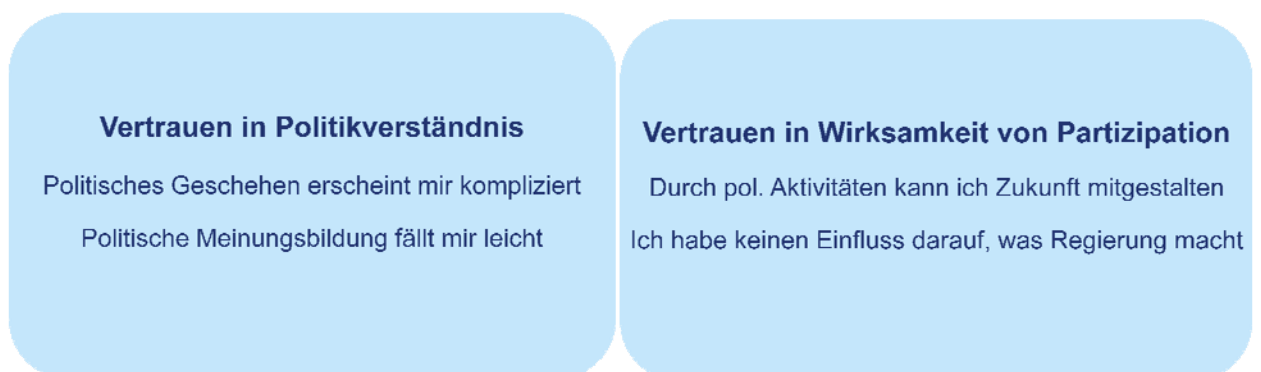 Vertrauen in Politikverständnis
Politisches Geschehen erscheint mir kompliziert
Politische Meinungsbildung fällt mir leicht
Vertrauen in Wirksamkeit von Partizipation
Durch pol. Aktivitäten kann ich Zukunft mitgestalten
Ich habe keinen Einfluss darauf, was Regierung macht